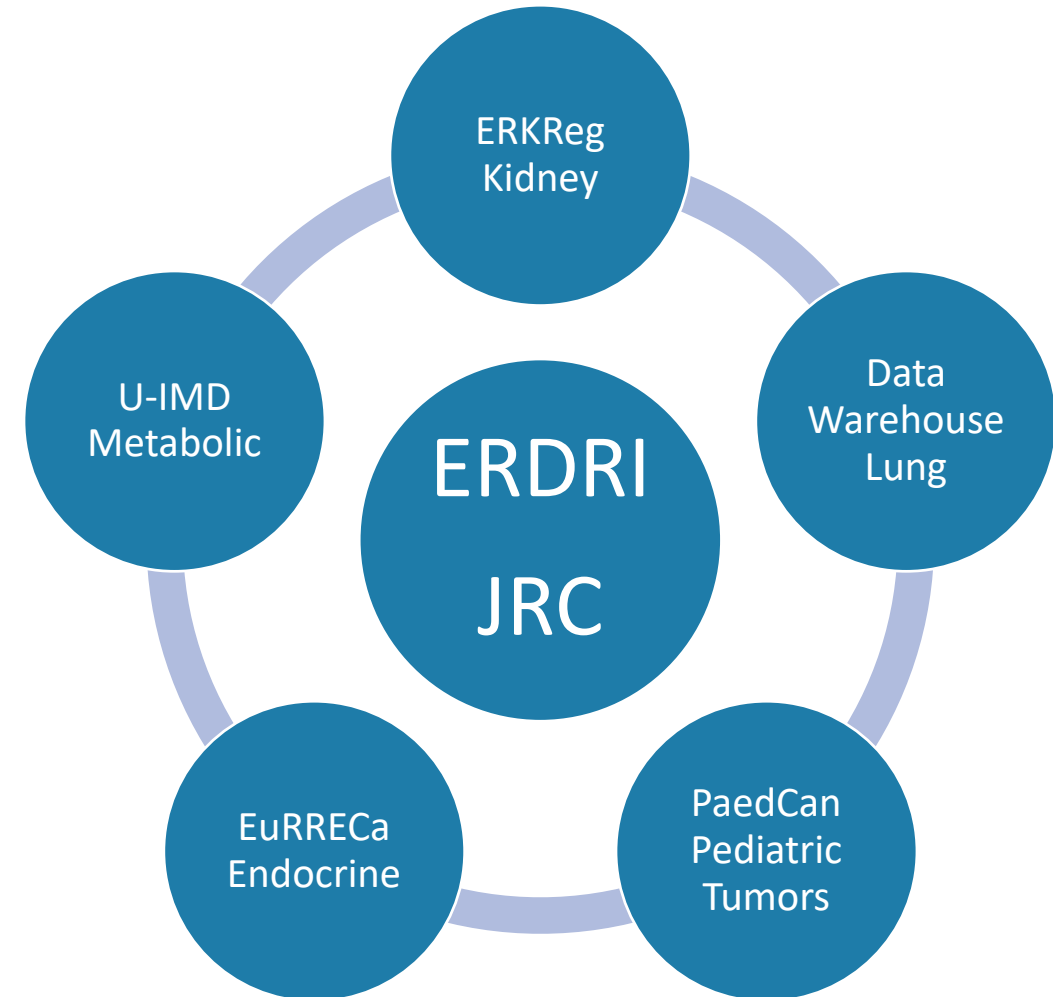 ERKReg
Kidney
Data
Warehouse
Lung
PaedCan
Pediatric
Tumors
EuRRECa
Endocrine
U-IMD
Metabolic
ERDRI
JRC